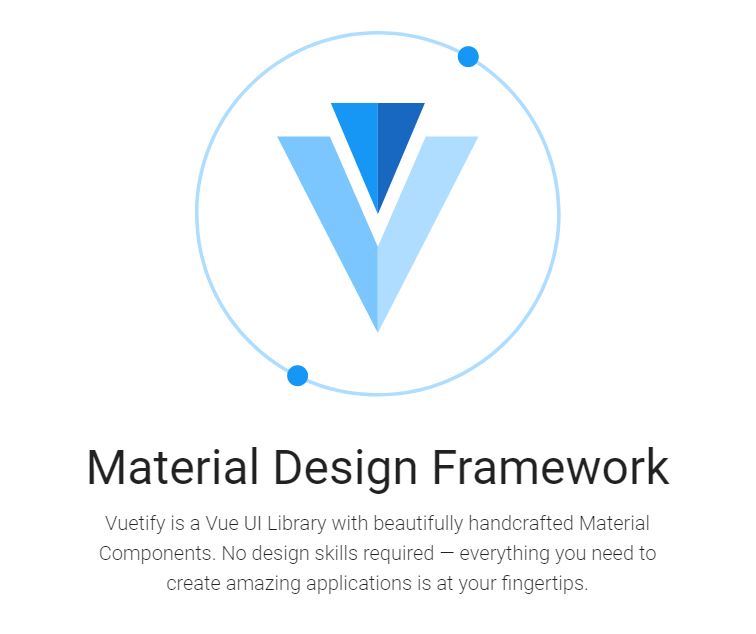 Material Design Framework
Vuetify is a Vue UI Library with beautifully handcrafted Material
Components. No design skills required — everything you need to
create amazing applications is at your fingertips.